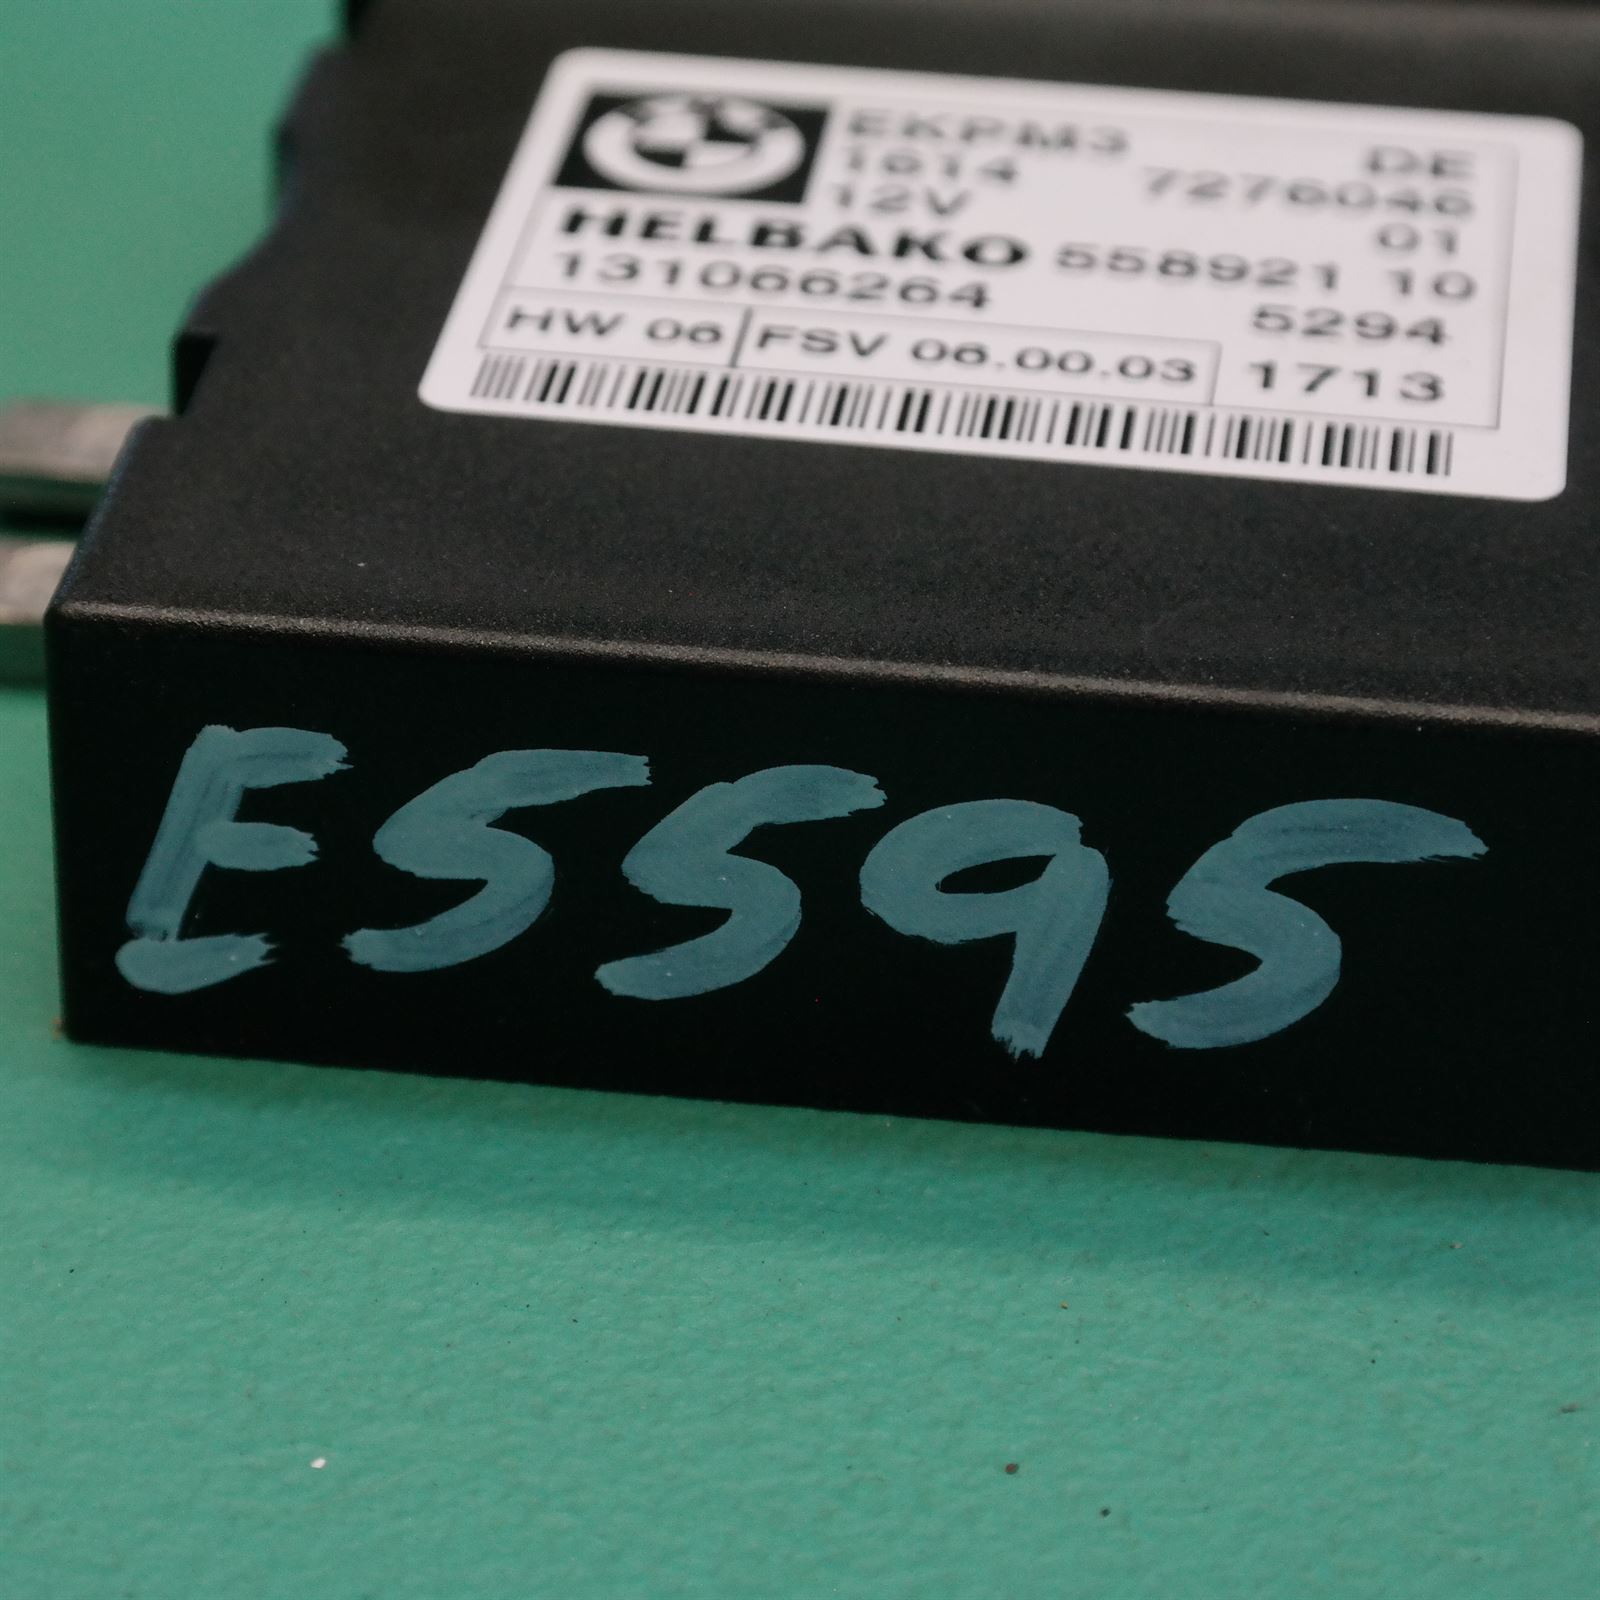 EKPM3 DE
1614 7276046
12V 01
HELBAKO 558921 10
131066264 5294
HW 06 FSV 06.00.03 1713
E5595